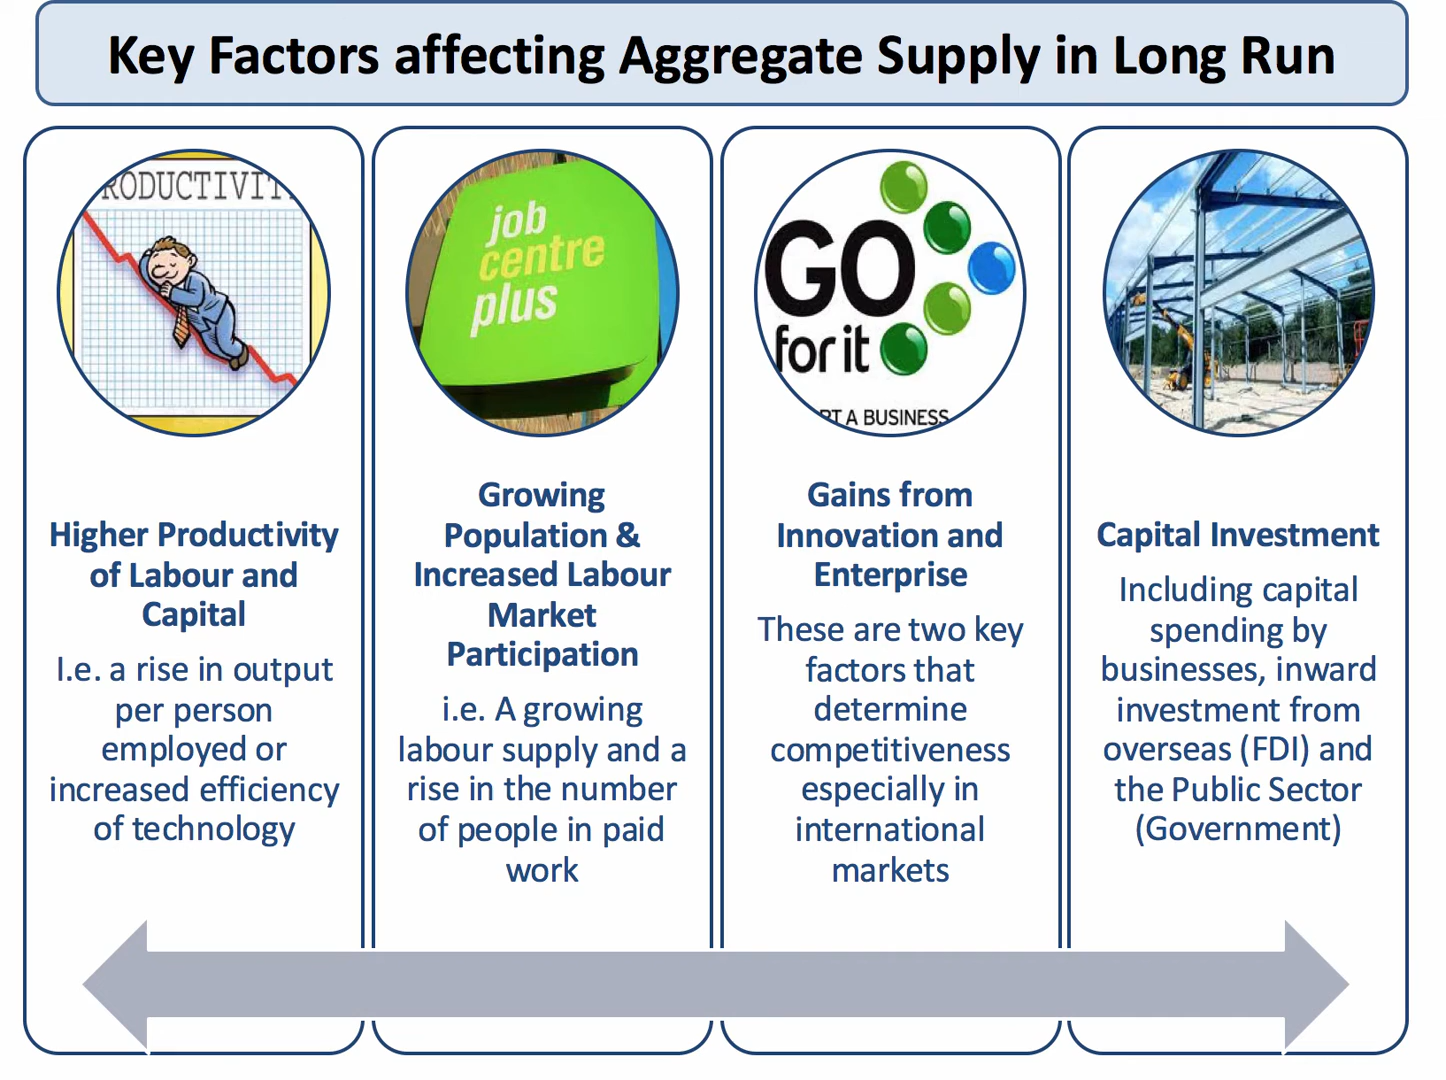 Key Factors affecting Aggregate Supply in Long Run
RODUCTIVIT
job
centre
plus
GO
for it
RT A BUSINESS
Higher Productivity
of Labour and
Capital
I.e. a rise in output
per person
employed or
increased efficiency
of technology
Growing
Population &
Increased Labour
Market
Participation
i.e. A growing
labour supply and a
rise in the number
of people in paid
work
Gains from
Innovation and
Enterprise
These are two key
factors that
determine
competitiveness
especially in
international
markets
Capital Investment
Including capital
spending by
businesses, inward
investment from
overseas (FDI) and
the Public Sector
(Government)